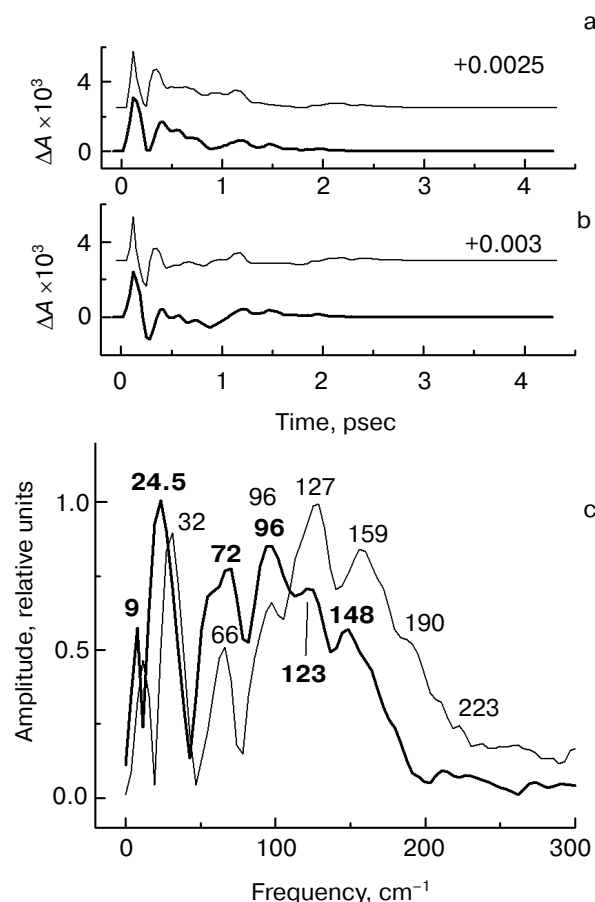 a
+0.0025
ΔA ×10³
4
0
0 1 2 3 4
b
+0.003
ΔA ×10³
4
0
0 1 2 3 4
Time, psec
c
Amplitude, relative units
1.0
0.5
0.0
24.5
32
9
72
66
96
96
127
123
159
148
190
223
0 100 200 300
Frequency, cm⁻¹